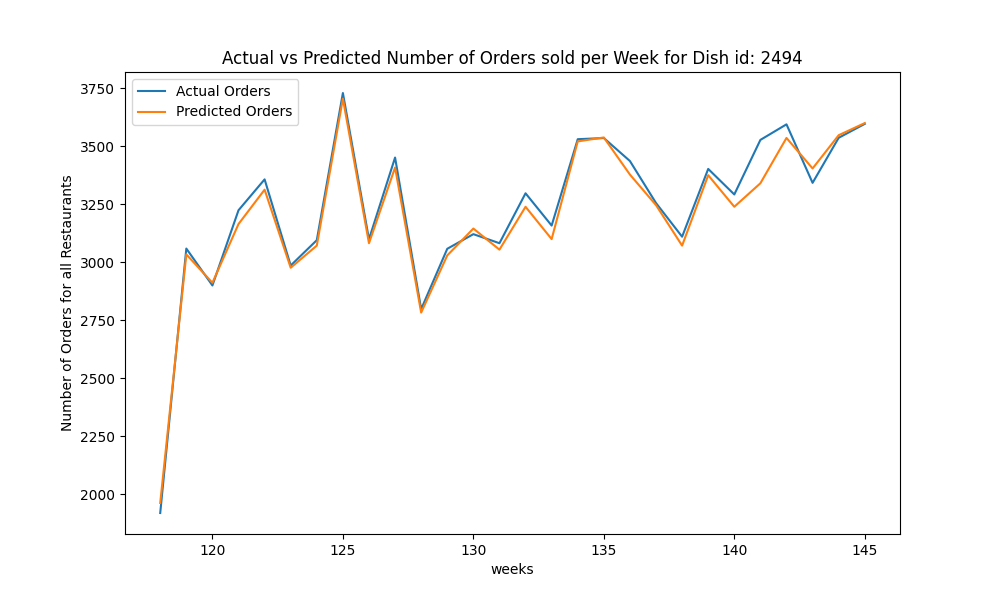 Actual vs Predicted Number of Orders sold per Week for Dish id: 2494
Actual Orders
Predicted Orders
Number of Orders for all Restaurants
3750
3500
3250
3000
2750
2500
2250
2000
120 125 130 135 140 145
weeks